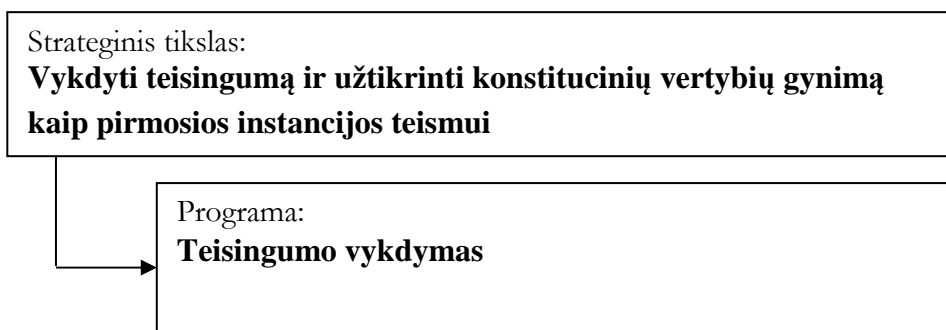 Strateginis tikslas:
Vykdyti teisingumą ir užtikrinti konstitucinių vertybių gynimą
kaip pirmosios instancijos teismui
Programa:
Teisingumo vykdymas